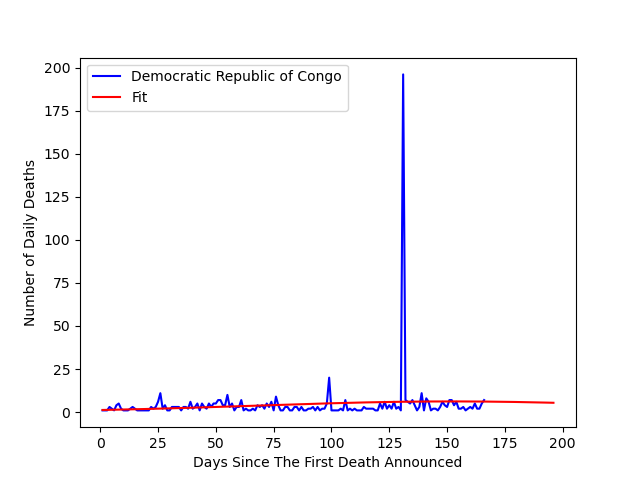 Democratic Republic of Congo
Fit
200
175
150
125
100
75
50
25
0
Number of Daily Deaths
0 25 50 75 100 125 150 175 200
Days Since The First Death Announced